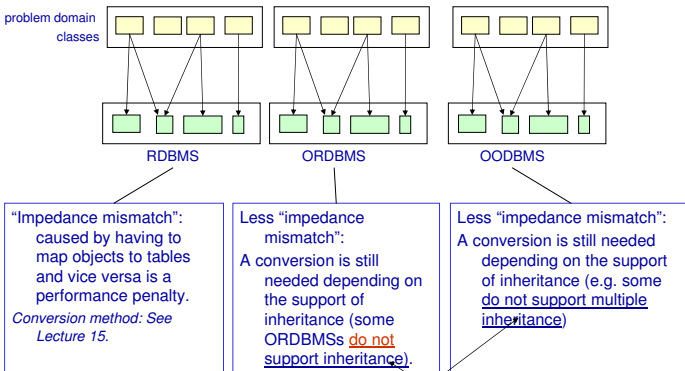 problem domain
classes
RDBMS
ORDBMS
OODBMS
“Impedance mismatch”:
caused by having to
map objects to tables
and vice versa is a
performance penalty.
Conversion method: See
Lecture 15.
Less “impedance
mismatch”:
A conversion is still
needed depending on
the support of
inheritance (some
ORDBMSs do not
support inheritance).
Less “impedance mismatch”:
A conversion is still needed
depending on the support
of inheritance (e.g. some
do not support multiple
inheritance)